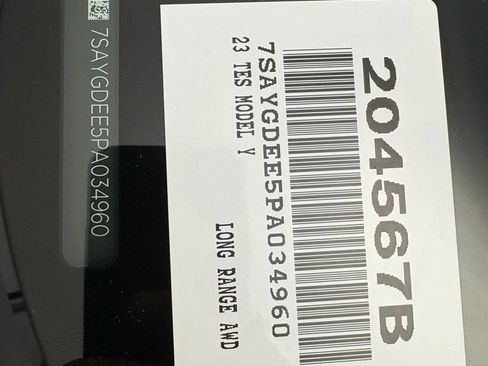 204567B
7SAYGDEE5PA034960
23 TES MODEL Y
LONG RANGE AWD
7SAYGDEE5PA034960